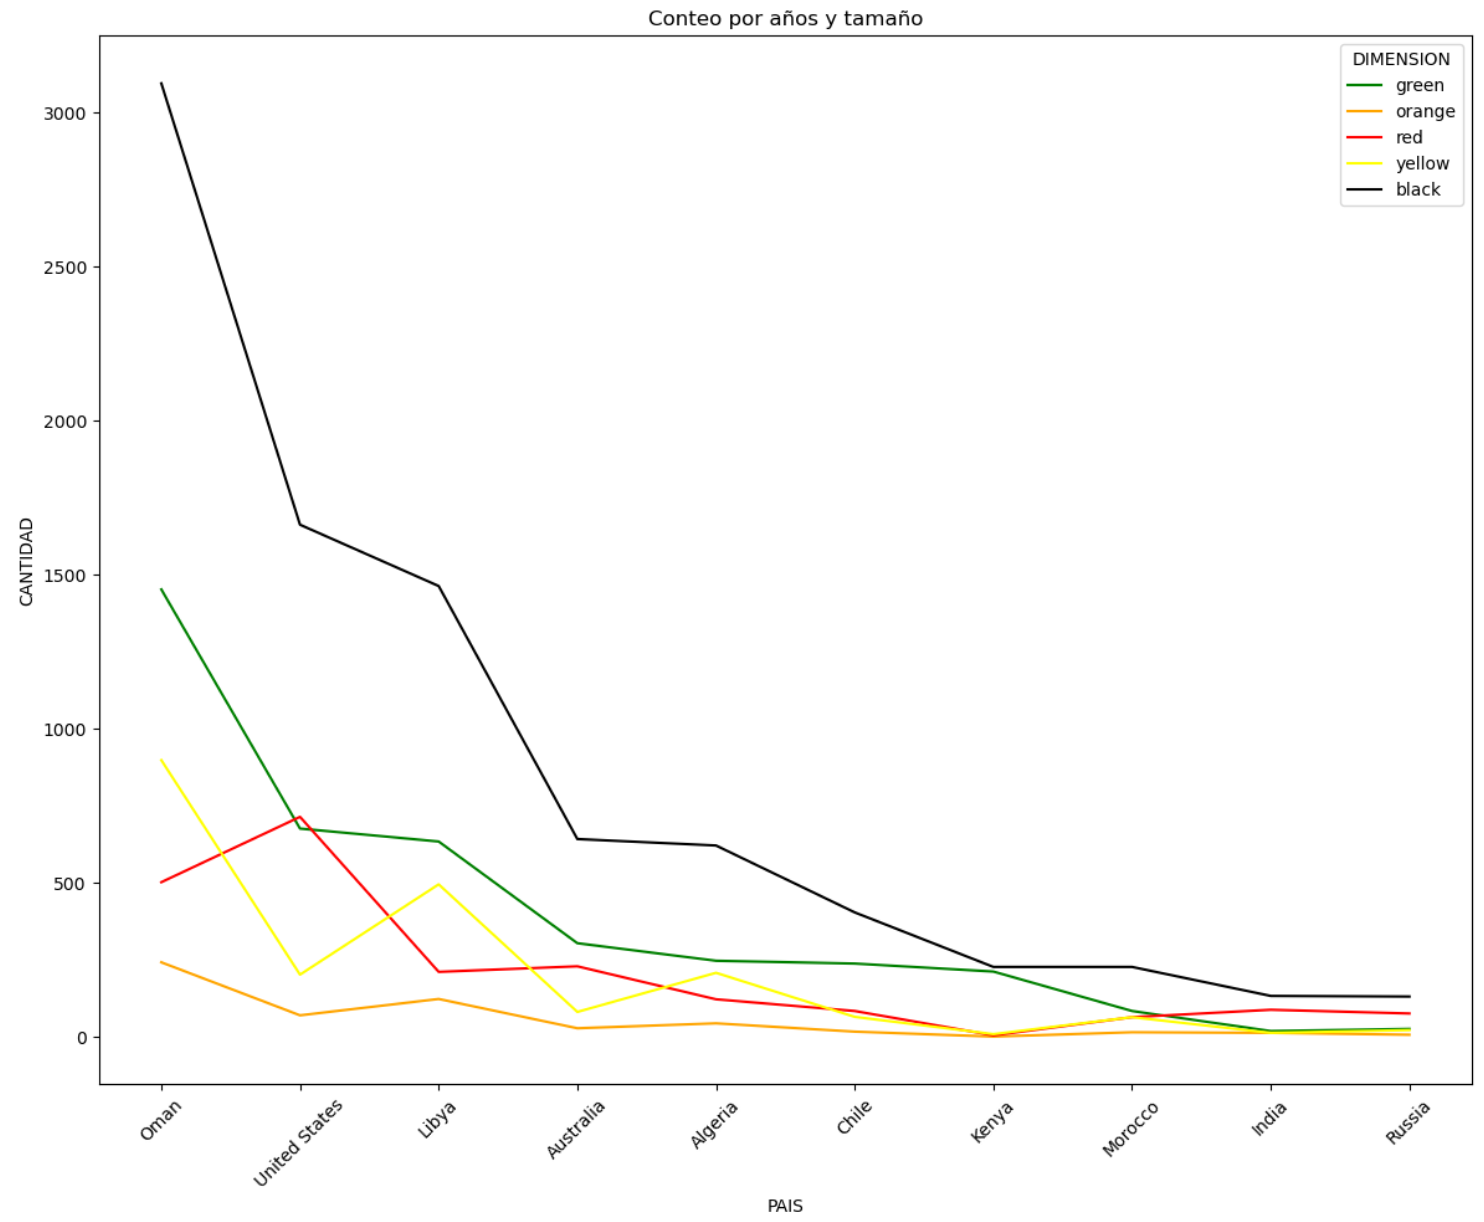 Conteo por años y tamaño
DIMENSION
green
orange
red
yellow
black
CANTIDAD
3000
2500
2000
1500
1000
500
0
Oman
United States
Libya
Australia
Algeria
Chile
Kenya
Morocco
India
Russia
PAIS